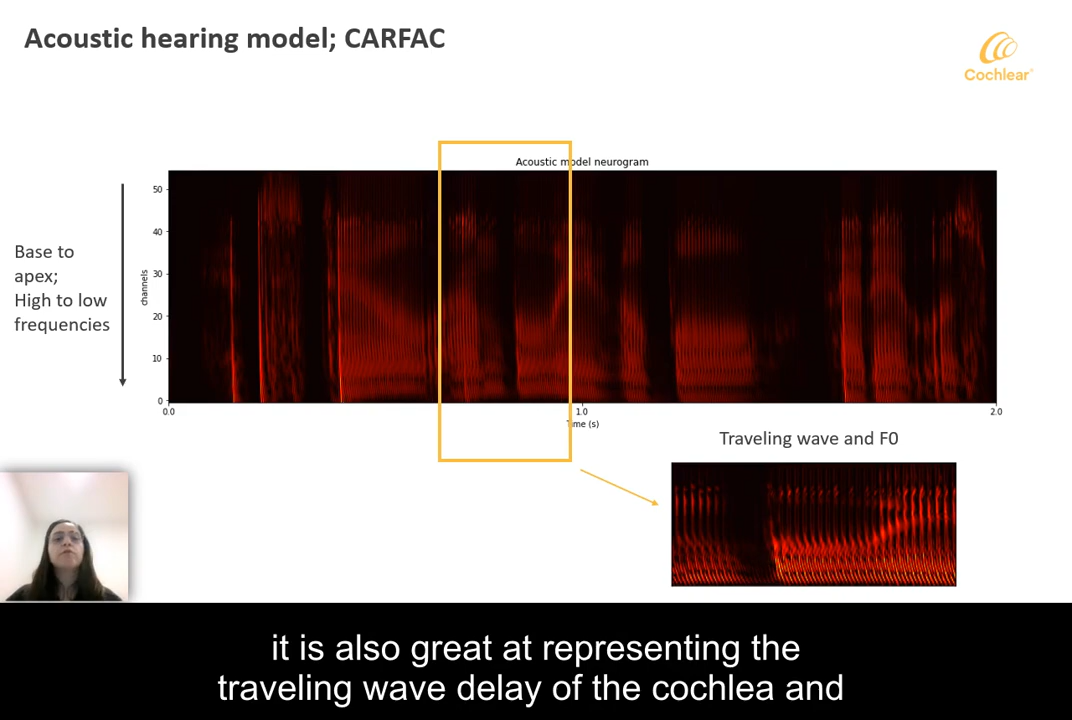 Acoustic hearing model; CARFAC
Cochlear®
Acoustic model neurogram
50
40
30
20
10
0
channels
Base to
apex;
High to low
frequencies
0.0
1.0
2.0
Time (s)
Traveling wave and F0
it is also great at representing the
traveling wave delay of the cochlea and